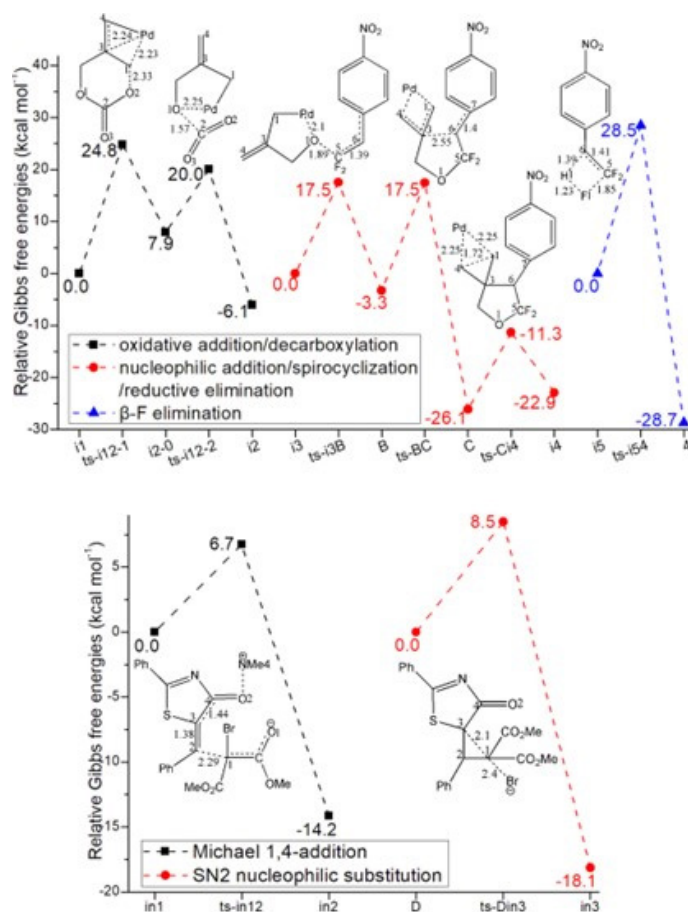 NO₂
NO₂
NO₂
NO₂
Relative Gibbs free energies (kcal mol⁻¹)
40
30
20
10
0
-10
-20
-30
24.8
20.0
17.5
17.5
28.5
0.0
7.9
-6.1
0.0
-3.3
-26.1
-11.3
-22.9
0.0
-28.7
Pd
2.24
2.23
2.33
O1
O2
O3
2.25
Pd
1.57
O2
O3
Pd
2.1
1.89
1.39
F₂
Pd
2.55
1.4
CF₂
O
Pd
2.25
2.25
1.72
CF₂
O
1.39
1.41
CF₂
H
1.23
1.85
oxidative addition/decarboxylation
nucleophilic addition/spirocyclization
/reductive elimination
β-F elimination
i1
ts-i12-1
i2-0
ts-i12-2
i2
i3
ts-i3B
B
ts-BC
C
ts-Ci4
i4
i5
ts-i54
4
Relative Gibbs free energies (kcal mol⁻¹)
5
0
-5
-10
-15
-20
6.7
8.5
0.0
0.0
-14.2
-18.1
Ph
N
S
1.44
O2
NMe4
1.38
Br
O1
Ph
2.29
1
MeO₂C
OMe
Ph
N
S
O2
CO₂Me
2.1
CO₂Me
2.4
Br
Ph
Michael 1,4-addition
SN2 nucleophilic substitution
in1
ts-in12
in2
D
ts-Din3
in3